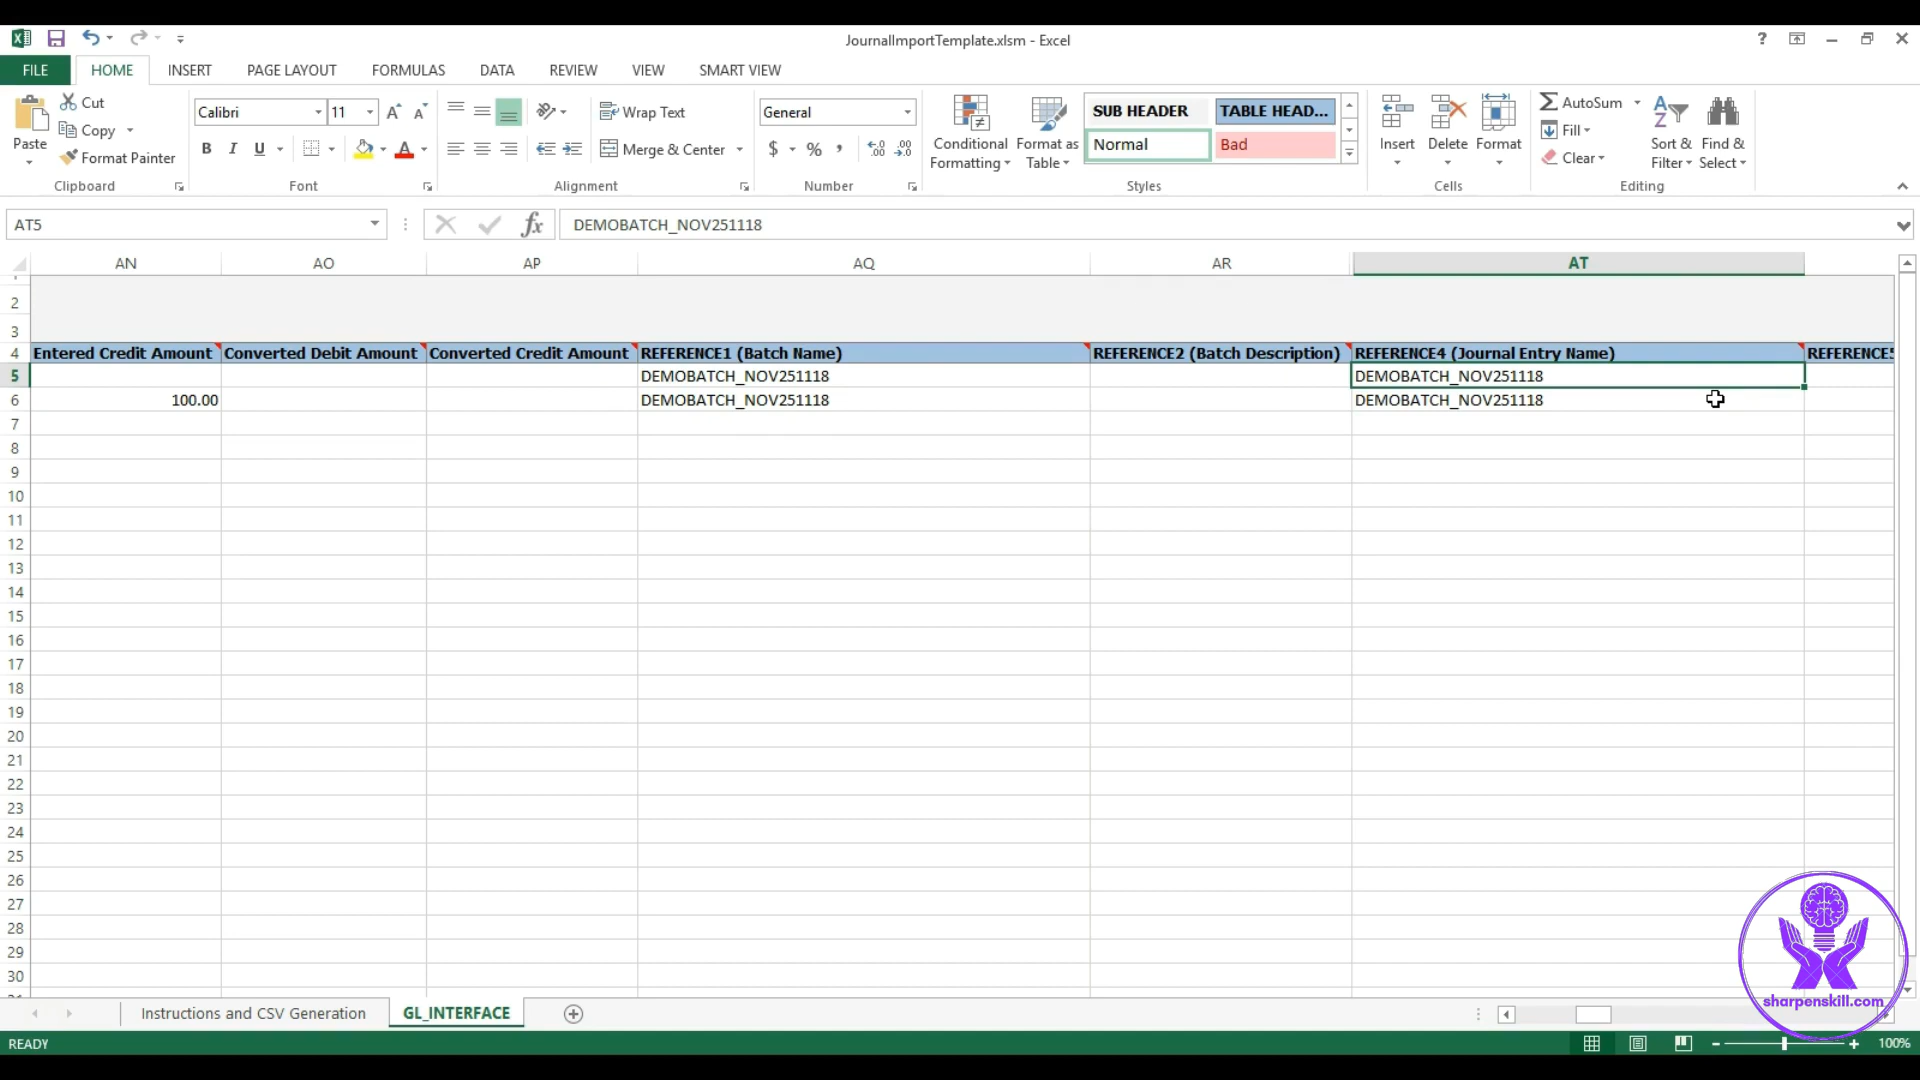 JournalImportTemplate.xlsm - Excel
?
FILE HOME INSERT PAGE LAYOUT FORMULAS DATA REVIEW VIEW SMART VIEW
Paste
Cut
Copy
Format Painter
Clipboard
Calibri 11
B I U
Font
Wrap Text
Merge & Center
Alignment
General
$ % ,
Number
Conditional Formatting
Format as Table
SUB HEADER
TABLE HEAD...
Normal
Bad
Styles
Insert Delete Format
Cells
AutoSum
Fill
Clear
Sort & Filter
Find & Select
Editing
AT5 fx DEMOBATCH_NOV251118
AN AO AP AQ AR AT
2
3
4 Entered Credit Amount Converted Debit Amount Converted Credit Amount REFERENCE1 (Batch Name) REFERENCE2 (Batch Description) REFERENCE4 (Journal Entry Name)
5 DEMOBATCH_NOV251118 DEMOBATCH_NOV251118
6 100.00 DEMOBATCH_NOV251118 DEMOBATCH_NOV251118
7
8
9
10
11
12
13
14
15
16
17
18
19
20
21
22
23
24
25
26
27
28
29
30
sharpenskill.com
Instructions and CSV Generation GL_INTERFACE
READY 100%